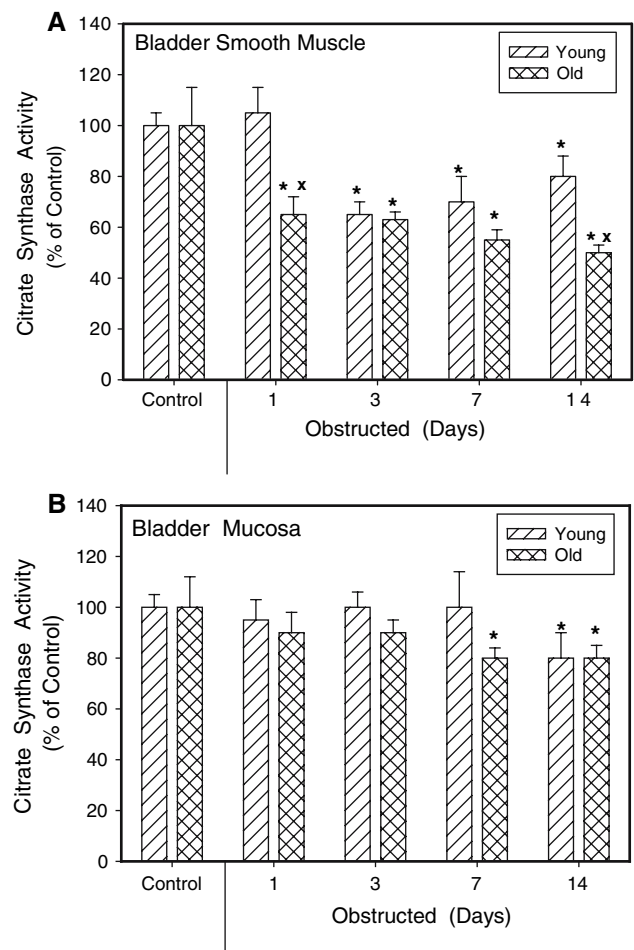 A
Bladder Smooth Muscle
Young
Old
Citrate Synthase Activity
(% of Control)
140
120
100
80
60
40
20
0
* x
*
*
*
*
*
* x
Control
1
3
7
1 4
Obstructed (Days)
B
Bladder Mucosa
Young
Old
Citrate Synthase Activity
(% of Control)
140
120
100
80
60
40
20
0
*
*
*
Control
1
3
7
14
Obstructed (Days)